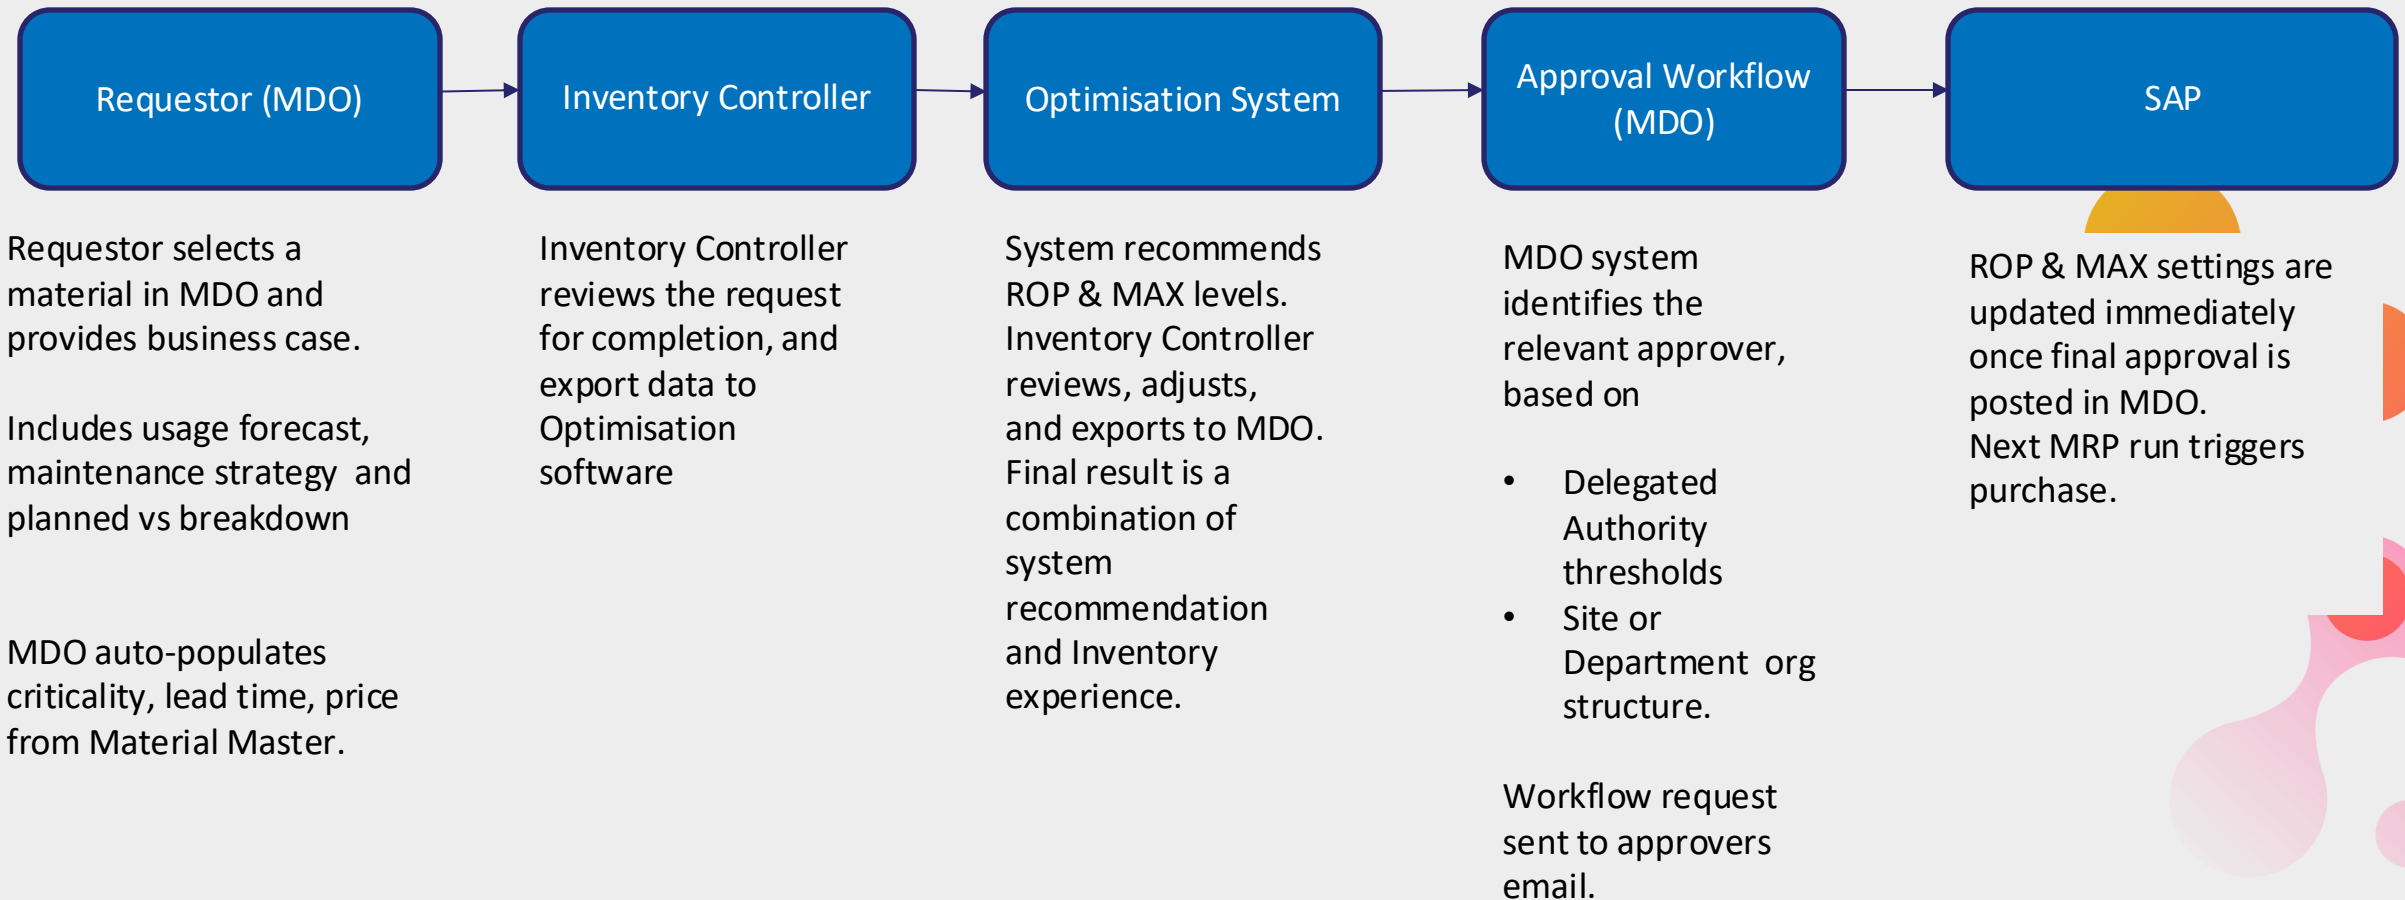 Requestor (MDO)
Inventory Controller
Optimisation System
Approval Workflow
(MDO)
SAP
Requestor selects a
material in MDO and
provides business case.
Includes usage forecast,
maintenance strategy  and
planned vs breakdown
MDO auto-populates
criticality, lead time, price
from Material Master.
Inventory Controller
reviews the request
for completion, and
export data to
Optimisation
software
System recommends
ROP & MAX levels.
Inventory Controller
reviews, adjusts,
and exports to MDO.
Final result is a
combination of
system
recommendation
and Inventory
experience.
MDO system
identifies the
relevant approver,
based on
• Delegated
Authority
thresholds
• Site or
Department  org
structure.
Workflow request
sent to approvers
email.
ROP & MAX settings are
updated immediately
once final approval is
posted in MDO.
Next MRP run triggers
purchase.